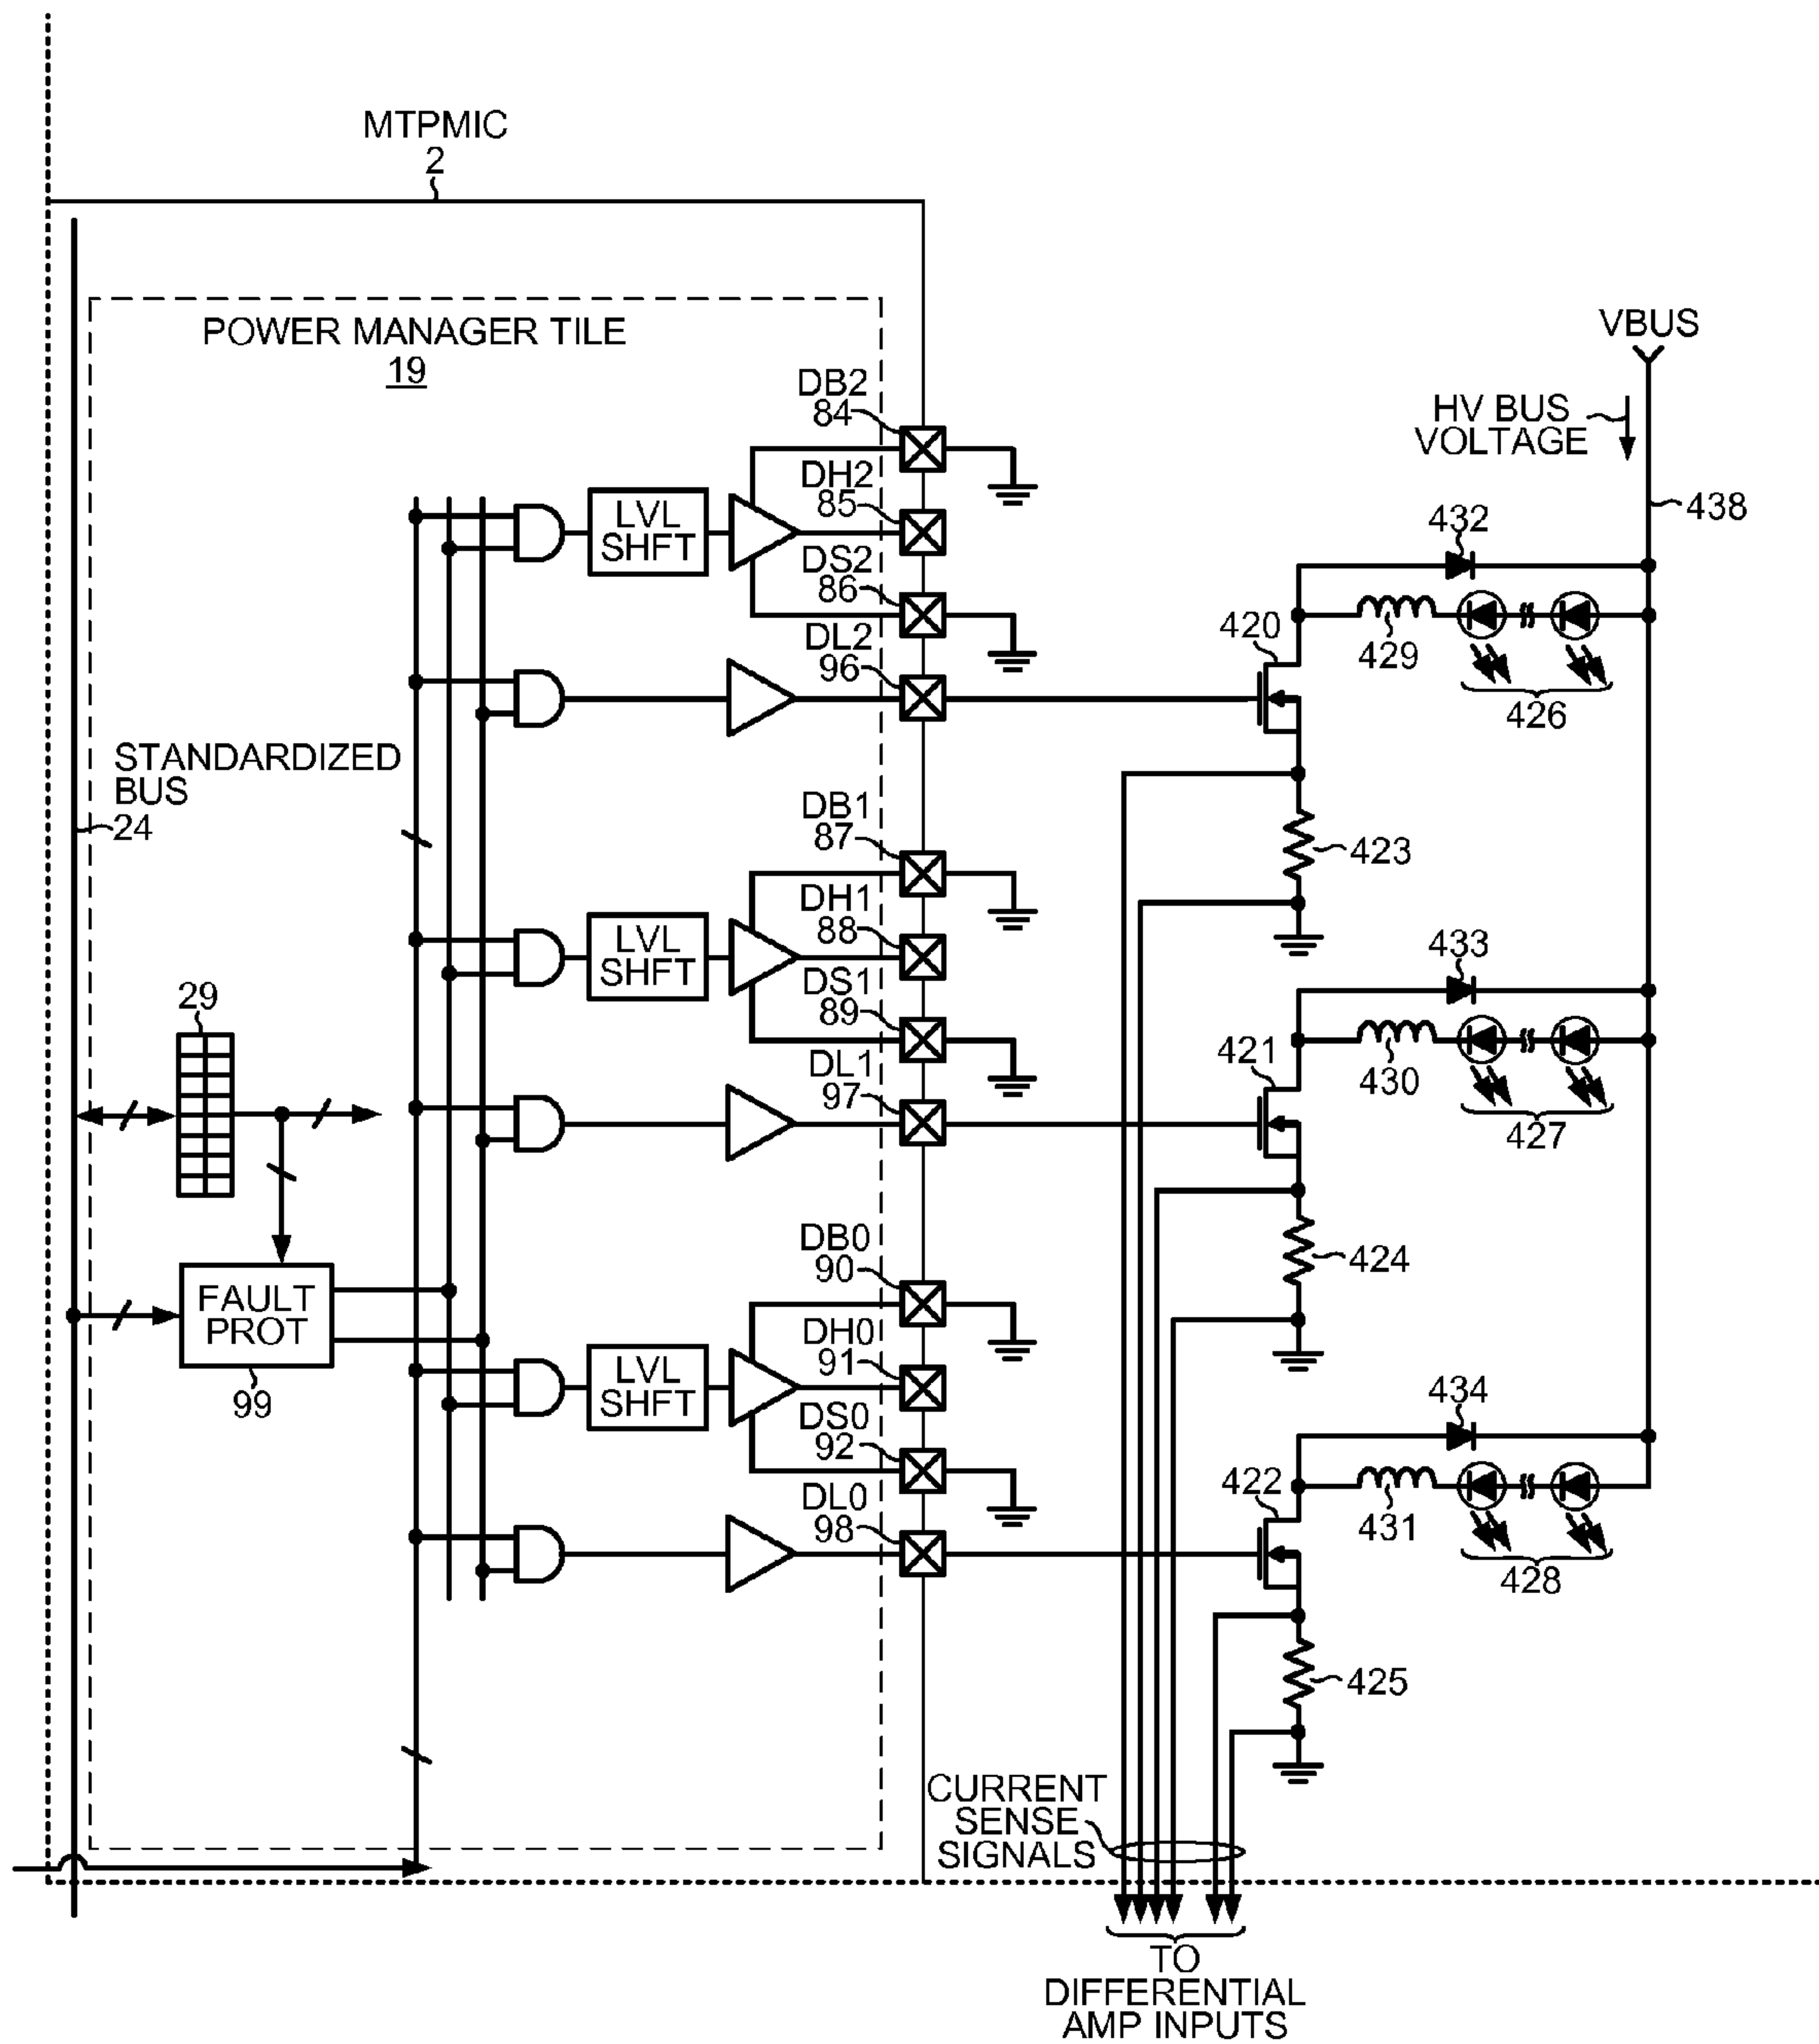 MTPMIC
2
POWER MANAGER TILE
19
VBUS
HV BUS
VOLTAGE
438
DB2
84
DH2
85
LVL
SHFT
DS2
86
DL2
96
432
420
429
426
STANDARDIZED
BUS
24
423
DB1
87
DH1
88
LVL
SHFT
DS1
89
DL1
97
433
421
430
427
29
424
FAULT
PROT
99
DB0
90
DH0
91
LVL
SHFT
DS0
92
DL0
98
434
422
431
428
425
CURRENT
SENSE
SIGNALS
TO
DIFFERENTIAL
AMP INPUTS